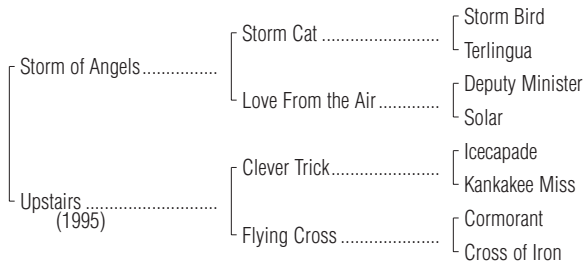 Storm Bird
Storm Cat ........................
Terlingua
Storm of Angels...............
Deputy Minister
Love From the Air............
Solar
Icecapade
Clever Trick......................
Kankakee Miss
Upstairs ..........................
(1995)
Cormorant
Flying Cross ....................
Cross of Iron